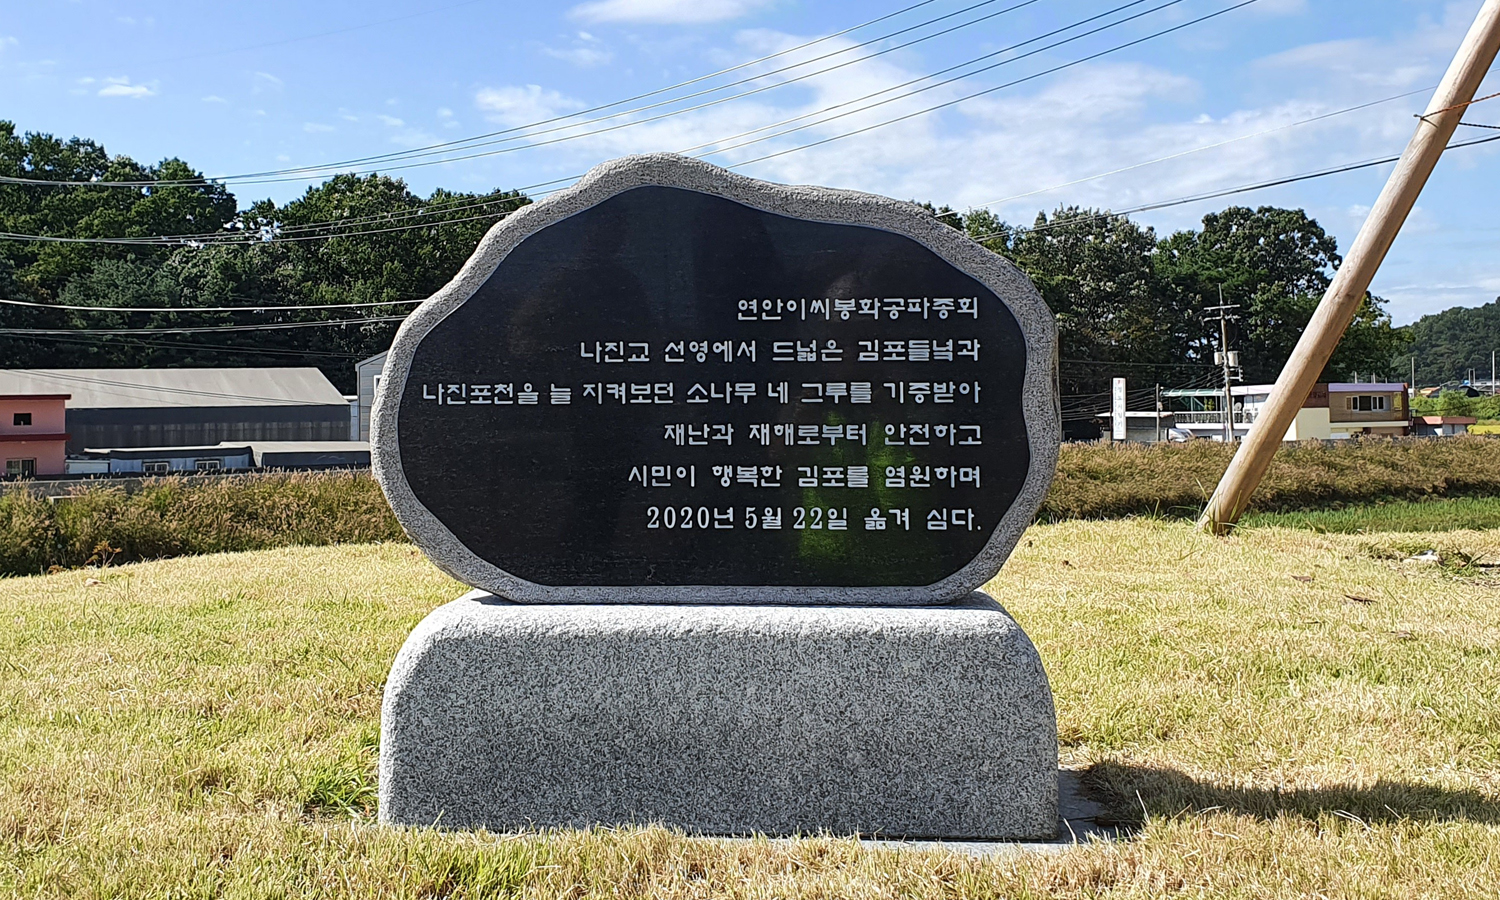 연안이씨봉화공파종회
나진교 선영에서 드넓은 김포들녘과
나진포천을 늘 지켜보던 소나무 네 그루를 기증받아
재난과 재해로부터 안전하고
시민이 행복한 김포를 염원하며
2020년 5월 22일 옮겨 심다.